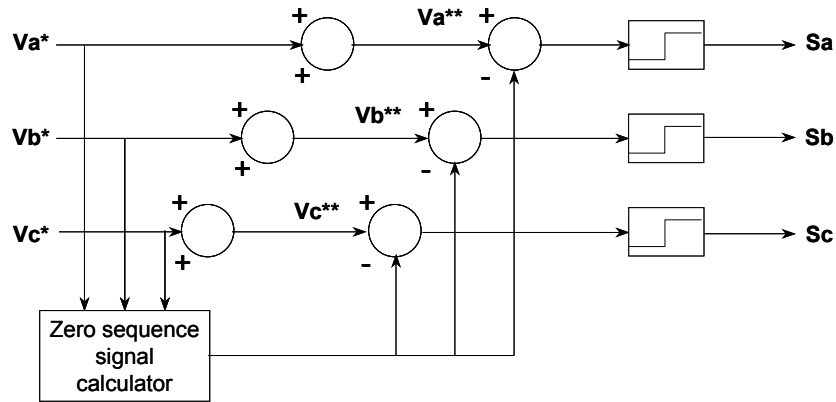 + Va** +
Va* Sa
+ -
+ Vb** +
Vb* Sb
+ -
+ Vc** +
Vc* Sc
+ -
Zero sequence
signal
calculator